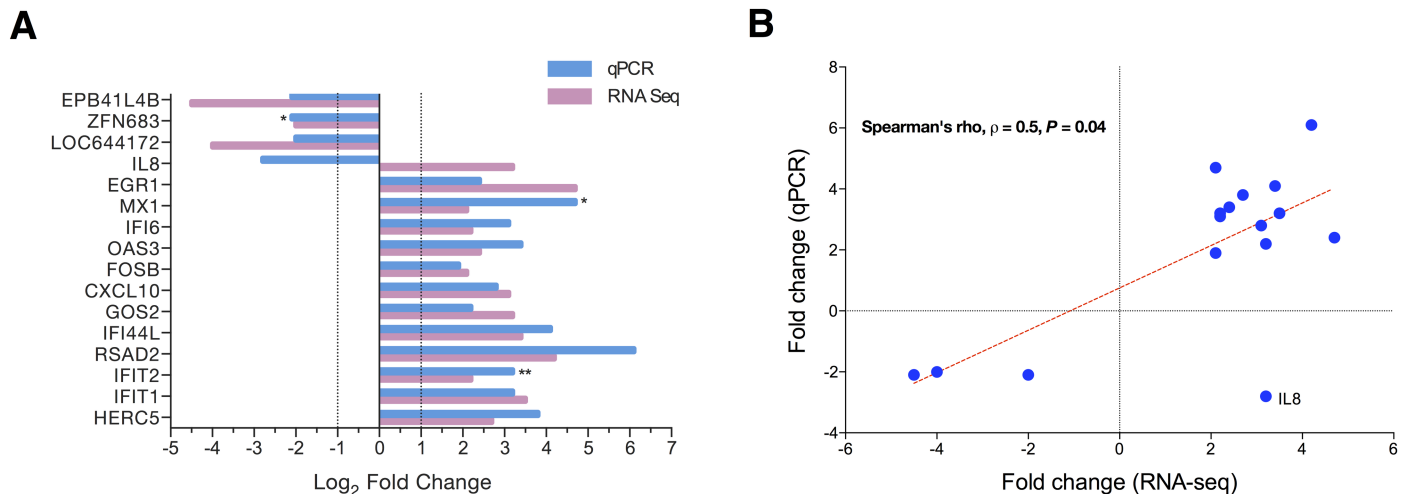 A
qPCR
RNA Seq
EPB41L4B
ZFN683
*
LOC644172
IL8
EGR1
MX1
*
IFI6
OAS3
FOSB
CXCL10
GOS2
IFI44L
RSAD2
IFIT2
**
IFIT1
HERC5
-5 -4 -3 -2 -1 0 1 2 3 4 5 6 7
Log2 Fold Change
B
8
6
4
2
0
-2
-4
Fold change (qPCR)
Spearman's rho, ρ = 0.5, P = 0.04
IL8
-6 -4 -2 0 2 4 6
Fold change (RNA-seq)